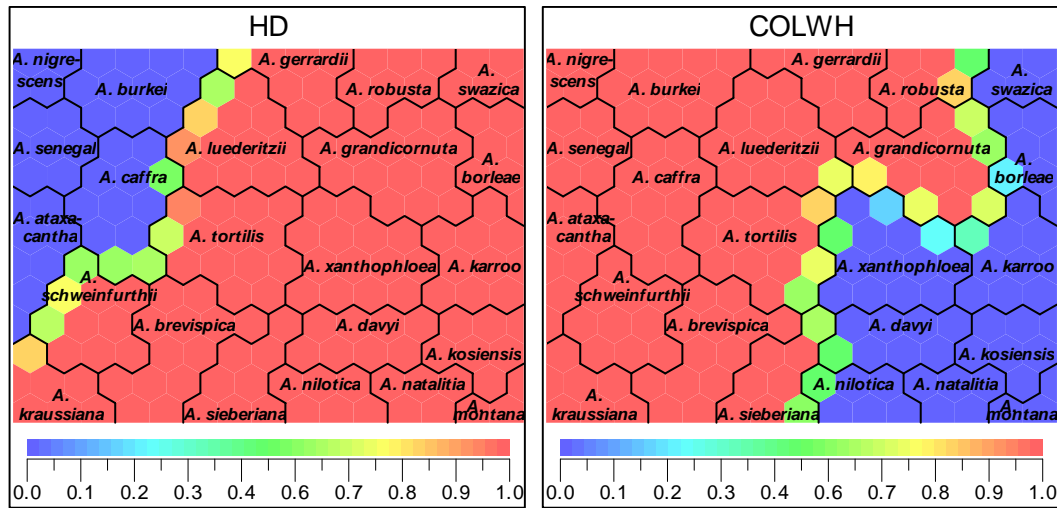 HD
A. nigre-
scens
A. burkei
A. gerrardii
A. robusta
A.
swazica
A. senegal
A. luederitzii
A. grandicornuta
A. caffra
A.
borleae
A. ataxa-
cantha
A. tortilis
A. xanthophloea
A. karroo
A.
schweinfurthii
A. brevispica
A. davyi
A. kosiensis
A. nilotica
A. natalitia
A.
kraussiana
A. sieberiana
A
montana
0.0 0.1 0.2 0.3 0.4 0.5 0.6 0.7 0.8 0.9 1.0
COLWH
A. nigre-
scens
A. burkei
A. gerrardii
A. robusta
A.
swazica
A. senegal
A. luederitzii
A. grandicornuta
A. caffra
A.
borleae
A. ataxa-
cantha
A. tortilis
A. xanthophloea
A. karroo
A.
schweinfurthii
A. brevispica
A. davyi
A. kosiensis
A. nilotica
A. natalitia
A.
kraussiana
A. sieberiana
A
montana
0.0 0.1 0.2 0.3 0.4 0.5 0.6 0.7 0.8 0.9 1.0